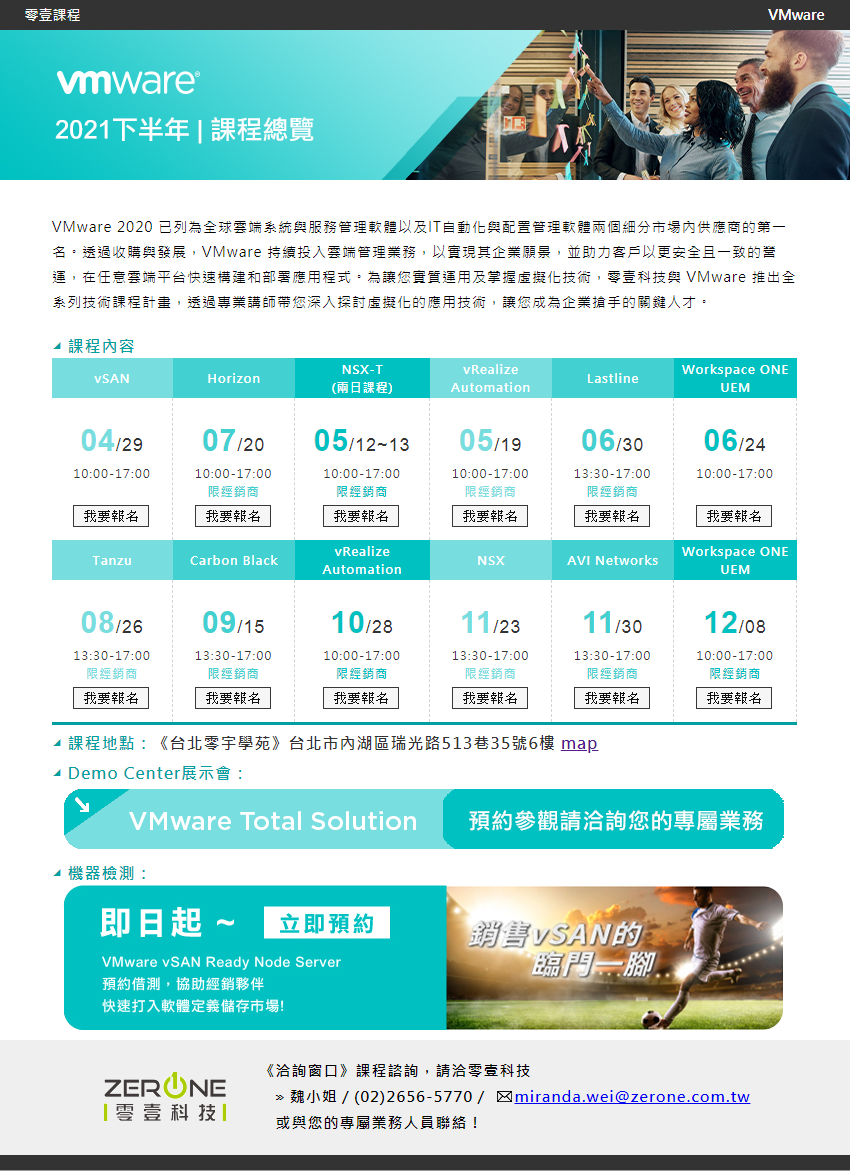 零壹課程 VMware
vmware®
2021下半年 | 課程總覽
VMware 2020 已列為全球雲端系統與服務管理軟體以及IT自動化與配置管理軟體兩個細分市場內供應商的第一
名。透過收購與發展，VMware 持續投入雲端管理業務，以實現其企業願景，並助力客戶以更安全且一致的營
運，在任意雲端平台快速構建和部署應用程式。為讓您實質運用及掌握虛擬化技術，零壹科技與 VMware 推出全
系列技術課程計畫，透過專業講師帶您深入探討虛擬化的應用技術，讓您成為企業搶手的關鍵人才。
課程內容
vSAN Horizon NSX-T (兩日課程) vRealize Automation Lastline Workspace ONE UEM
04/29 07/20 05/12~13 05/19 06/30 06/24
10:00-17:00 10:00-17:00 10:00-17:00 10:00-17:00 13:30-17:00 10:00-17:00
限經銷商 限經銷商 限經銷商 限經銷商
我要報名 我要報名 我要報名 我要報名 我要報名 我要報名
Tanzu Carbon Black vRealize Automation NSX AVI Networks Workspace ONE UEM
08/26 09/15 10/28 11/23 11/30 12/08
13:30-17:00 13:30-17:00 10:00-17:00 13:30-17:00 13:30-17:00 10:00-17:00
限經銷商 限經銷商 限經銷商 限經銷商 限經銷商 限經銷商
我要報名 我要報名 我要報名 我要報名 我要報名 我要報名
課程地點：《台北零宇學苑》台北市內湖區瑞光路513巷35號6樓 map
Demo Center展示會：
VMware Total Solution 預約參觀請洽詢您的專屬業務
機器檢測：
即日起 ~ 立即預約
VMware vSAN Ready Node Server
預約借測，協助經銷夥伴
快速打入軟體定義儲存市場!
銷售vSAN的
臨門一腳
ZERONE
零壹科技
《洽詢窗口》課程諮詢，請洽零壹科技
» 魏小姐 / (02)2656-5770 / miranda.wei@zerone.com.tw
或與您的專屬業務人員聯絡！